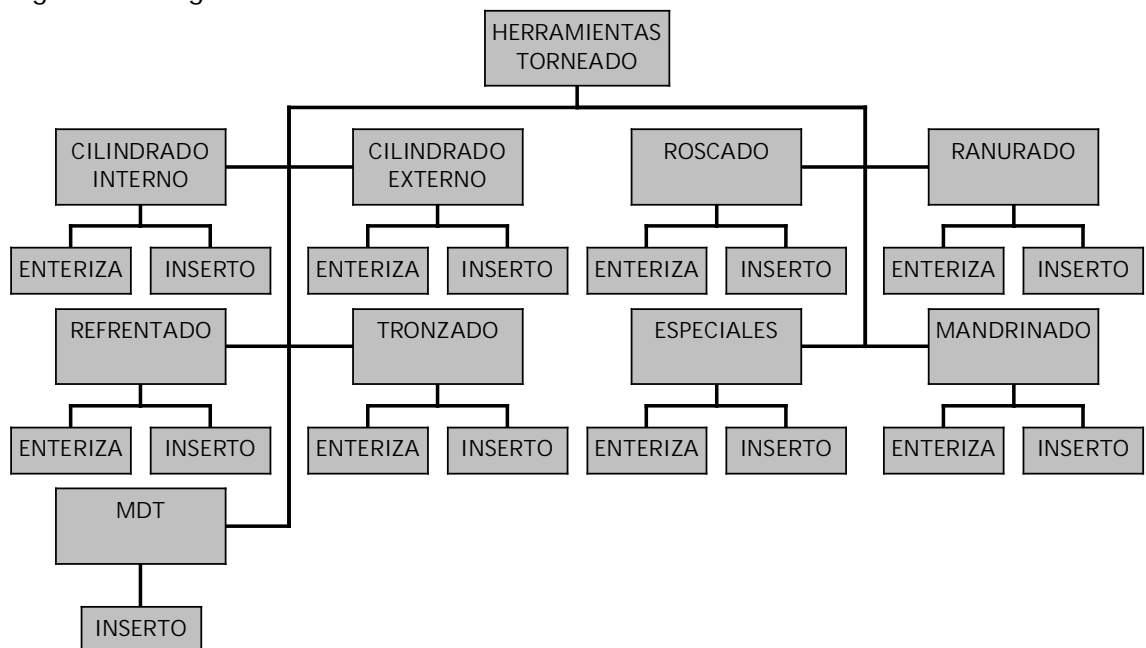 HERRAMIENTAS
TORNEADO
CILINDRADO
INTERNO
CILINDRADO
EXTERNO
ROSCADO
RANURADO
ENTERIZA
INSERTO
ENTERIZA
INSERTO
ENTERIZA
INSERTO
ENTERIZA
INSERTO
REFRENTADO
TRONZADO
ESPECIALES
MANDRINADO
ENTERIZA
INSERTO
ENTERIZA
INSERTO
ENTERIZA
INSERTO
ENTERIZA
INSERTO
MDT
INSERTO